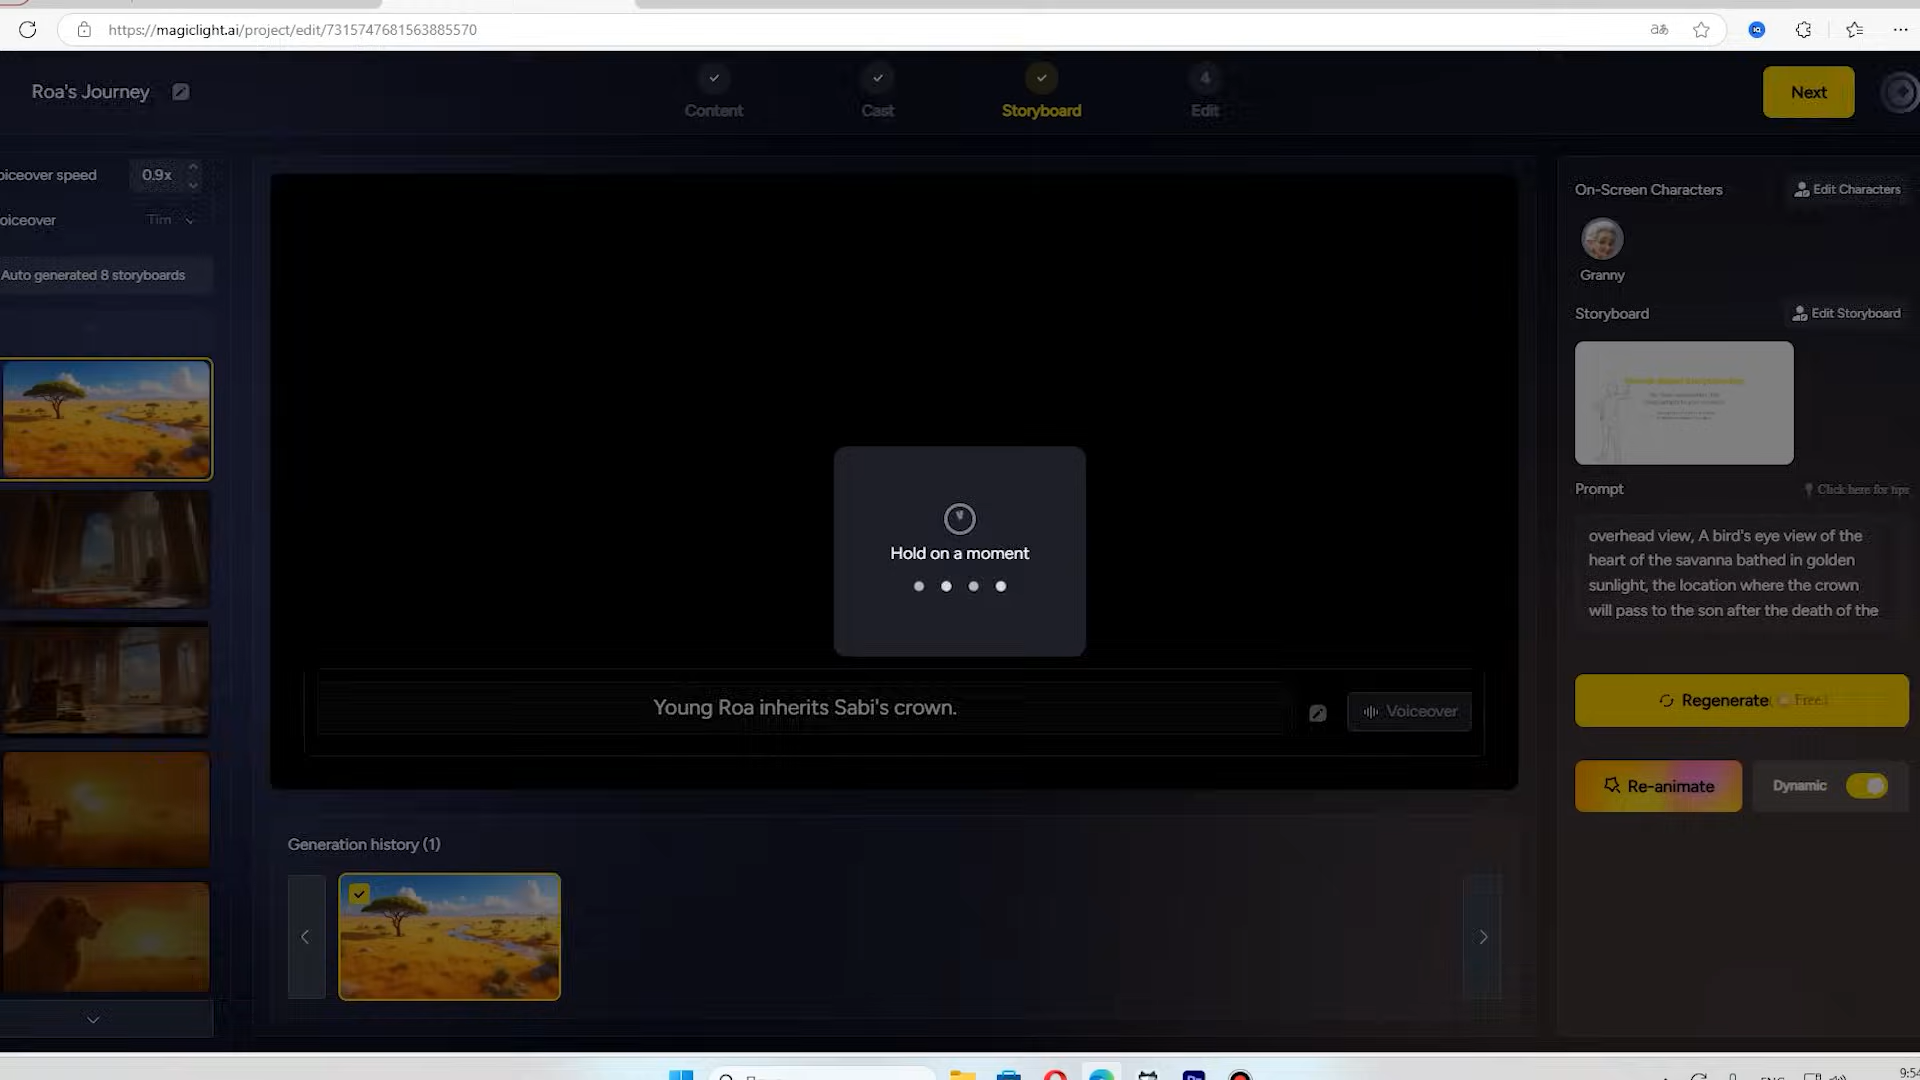 https://magiclight.ai/project/edit/7315747681563885570
Roa's Journey
Content
Cast
Storyboard
4
Edit
Next
oiceover speed
0.9x
oiceover
Tim
Auto generated 8 storyboards
On-Screen Characters
Edit Characters
Granny
Storyboard
Edit Storyboard
Prompt
Click here for tips
overhead view, A bird's eye view of the
heart of the savanna bathed in golden
sunlight, the location where the crown
will pass to the son after the death of the
Hold on a moment
Young Roa inherits Sabi's crown.
Voiceover
Regenerate
Free
Re-animate
Dynamic
Generation history (1)
9:54